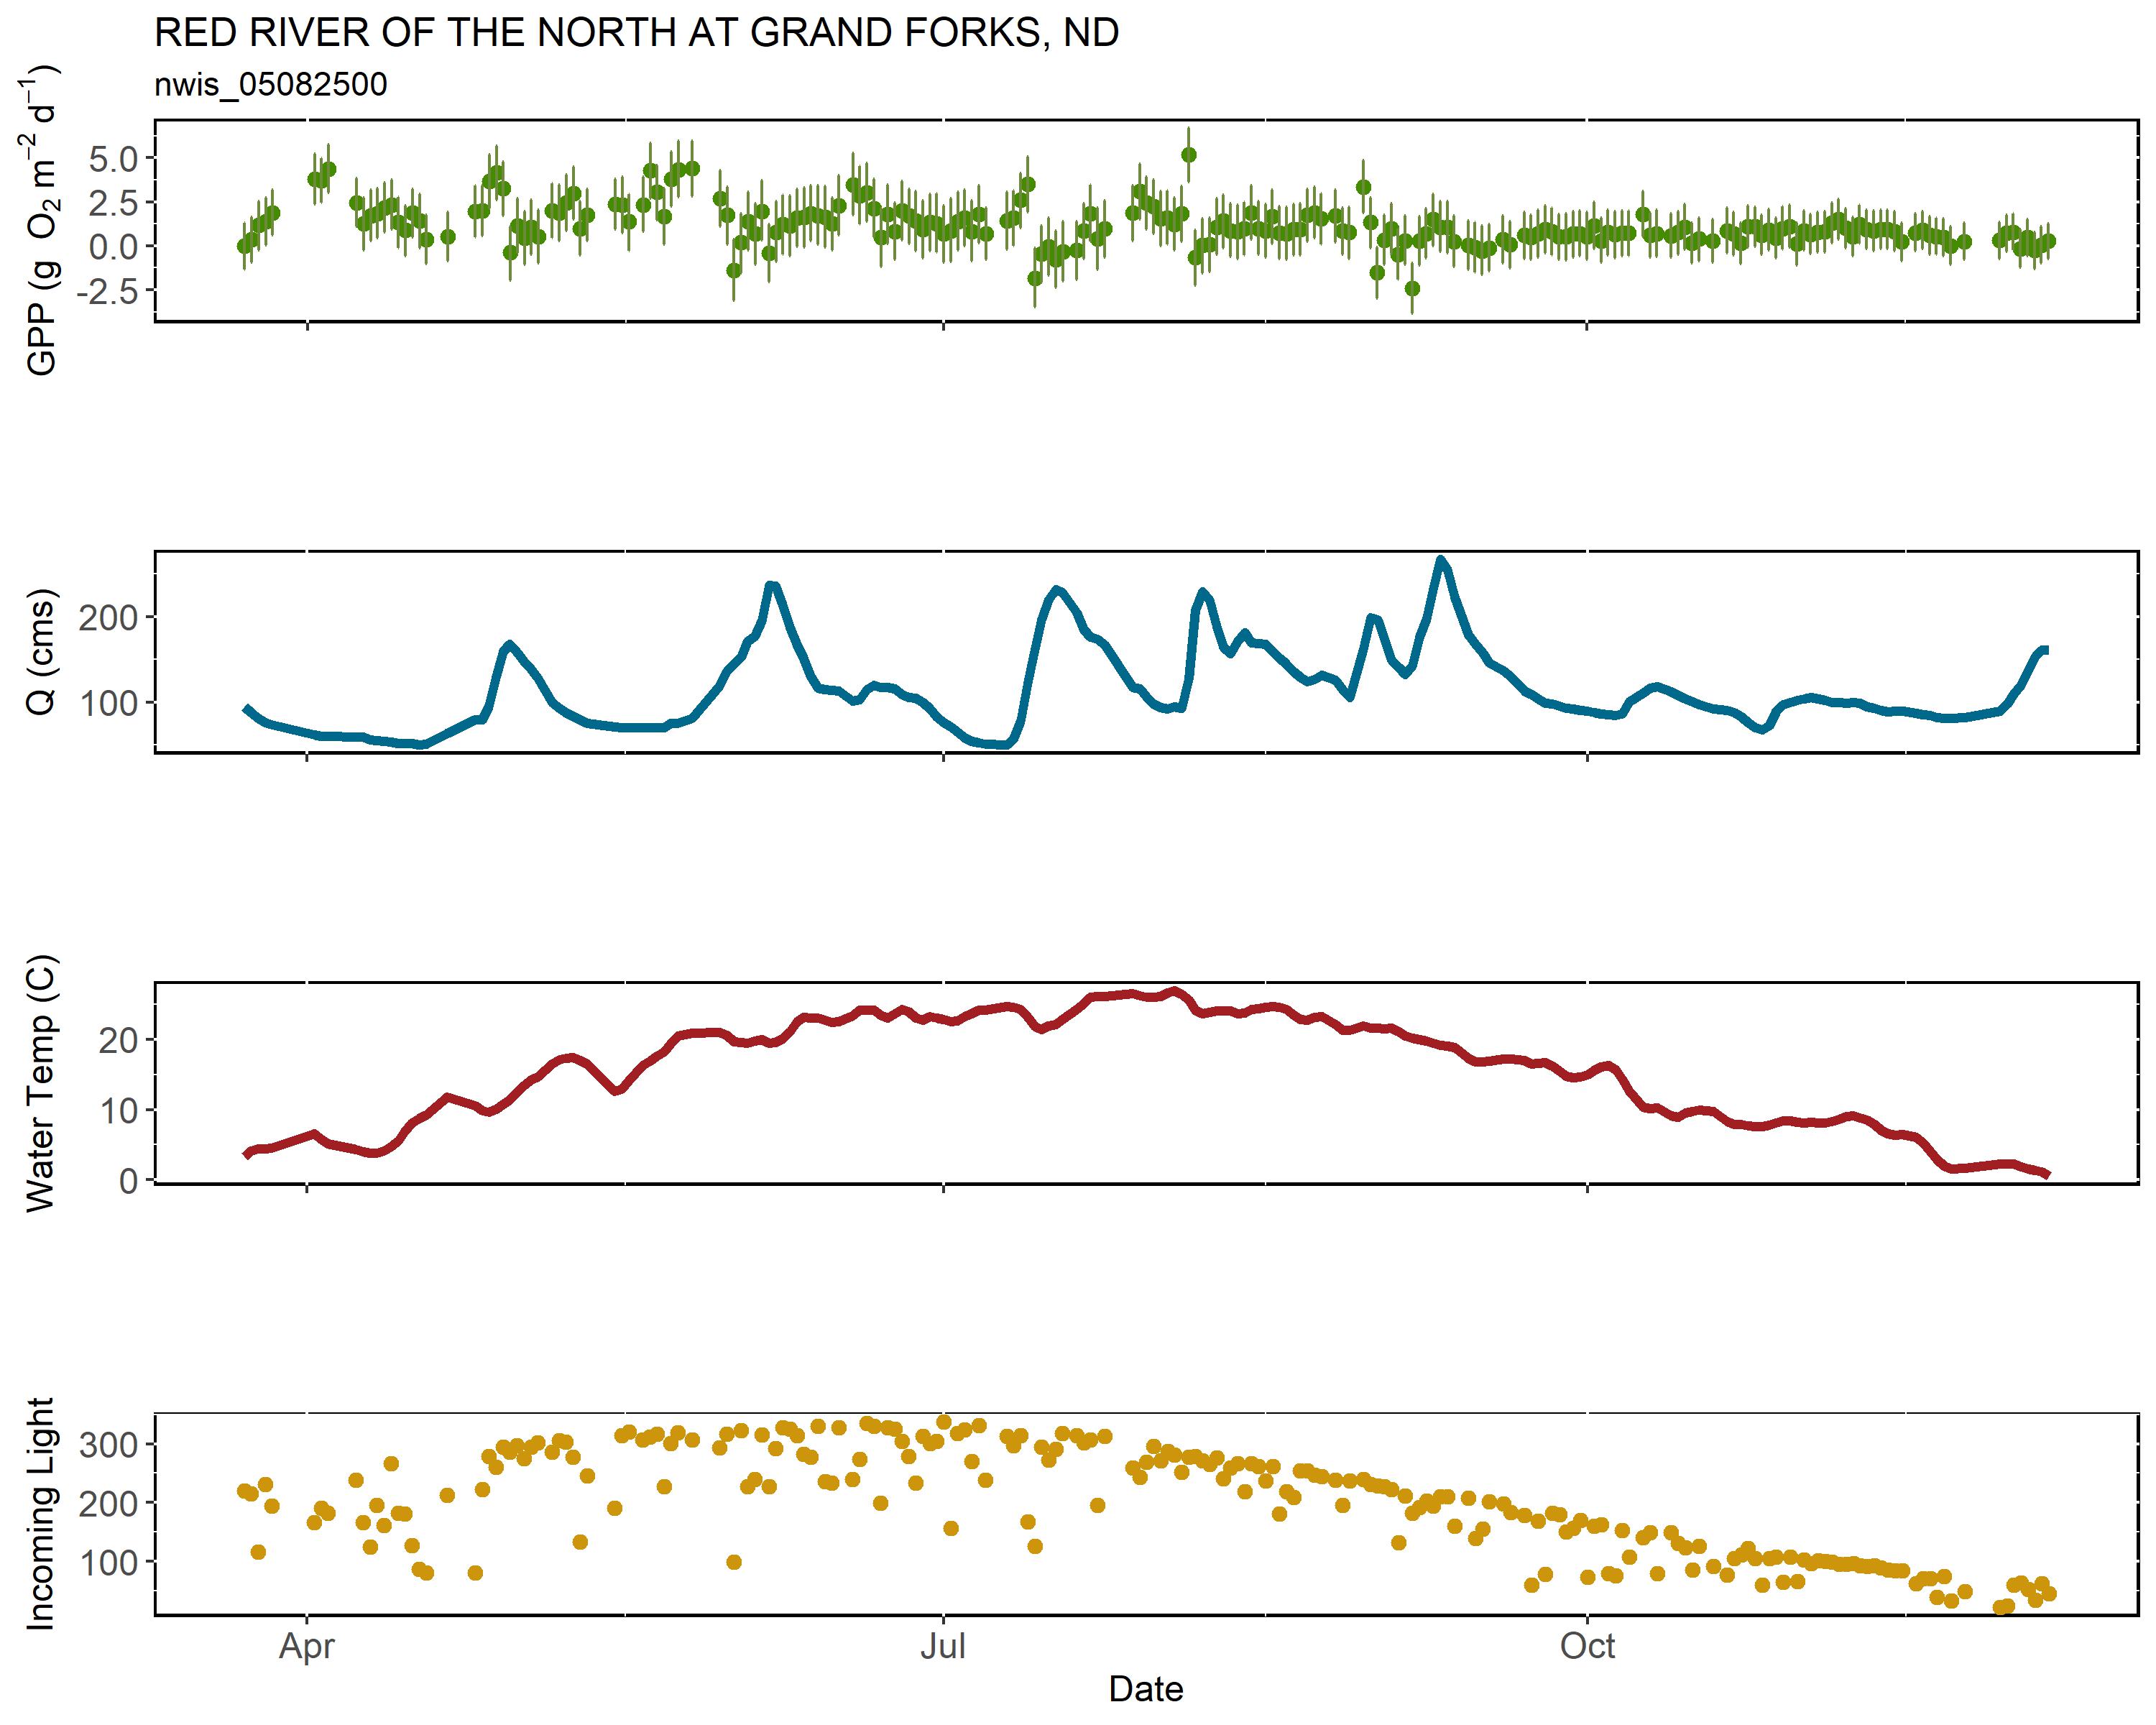 RED RIVER OF THE NORTH AT GRAND FORKS, ND
nwis_05082500
GPP (g O₂ m⁻² d⁻¹)
5.0
2.5
0.0
-2.5
Q (cms)
200
100
Water Temp (C)
20
10
0
Incoming Light
300
200
100
Apr
Jul
Oct
Date